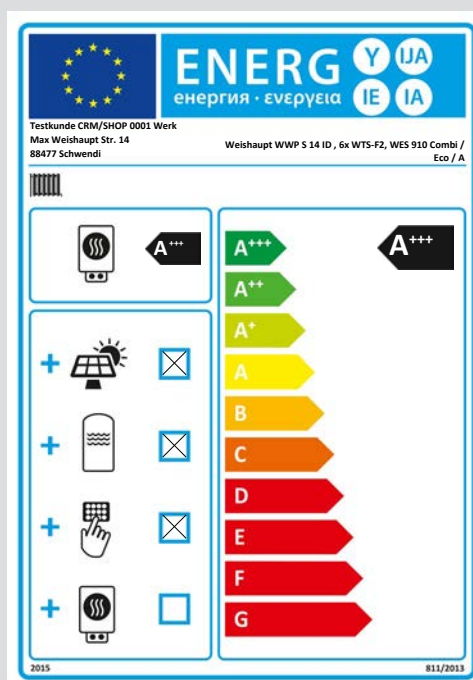 ENERG Y IJA
енергия · ενεργεια IE IA
Testkunde CRM/SHOP 0001 Werk
Max Weishaupt Str. 14
88477 Schwendi
Weishaupt WWP S 14 ID , 6x WTS-F2, WES 910 Combi /
Eco / A
A+++
A+++
A+++
A++
A+
A
B
C
D
E
F
G
2015
811/2013